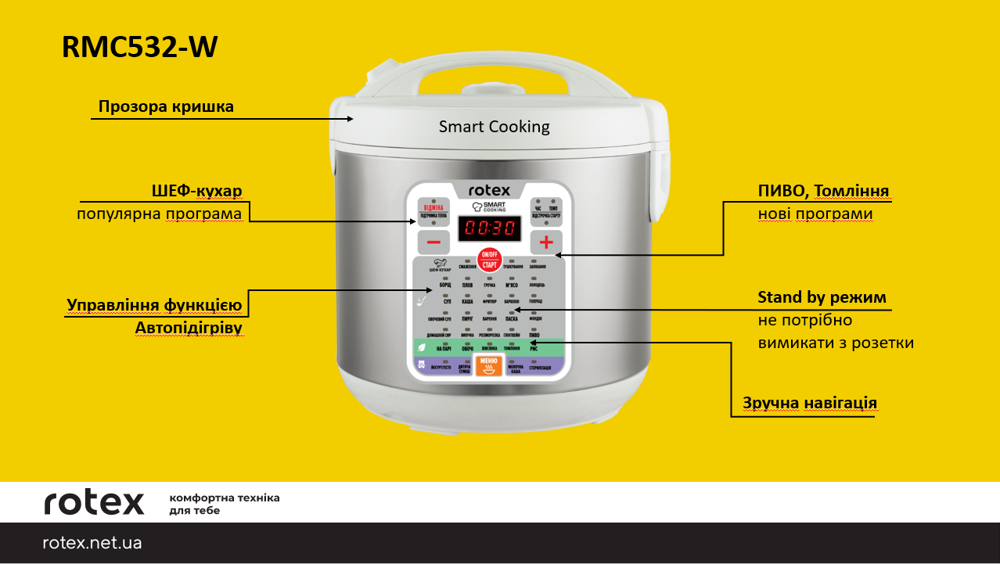 RMC532-W
Прозора кришка
Smart Cooking
ШЕФ-кухар
популярна програма
Управління функцією
Автопідігріву
ПИВО, Томління
нові програми
Stand by режим
не потрібно
вимикати з розетки
Зручна навігація
rotex
ВІДМІНА
ПІДТРИМКА ТЕПЛА
SMART
COOKING
ЧАС ТЕМП
ВІДСТРОЧКА СТАРТУ
00:30
− +
ON/OFF
СТАРТ
ШЕФ КУХАР СМАЖЕННЯ ТУШКУВАННЯ ЗАПІКАННЯ
БОРЩ ПЛОВ ГРЕЧКА М'ЯСО ХОЛОДЕЦЬ
СУП КАША ФРИТЮР БАРБЕКЮ ГОЛУБЦІ
ОВОЧЕВИЙ СУП ПИРІГ ВАРЕННЯ ПАСКА ФОНДЮ
ДОМАШНІЙ СИР ВИПІЧКА РОЗМОРОЗКА ГЛІНТВЕЙН ПИВО
НА ПАРІ ОВОЧІ ВІВСЯНКА ТОМЛІННЯ РИС
МЕНЮ
ЙОГУРТ/ТІСТО ДИТЯЧА СУМІШ МОЛОЧНА КАША СТЕРИЛІЗАЦІЯ
rotex
комфортна техніка
для тебе
rotex.net.ua